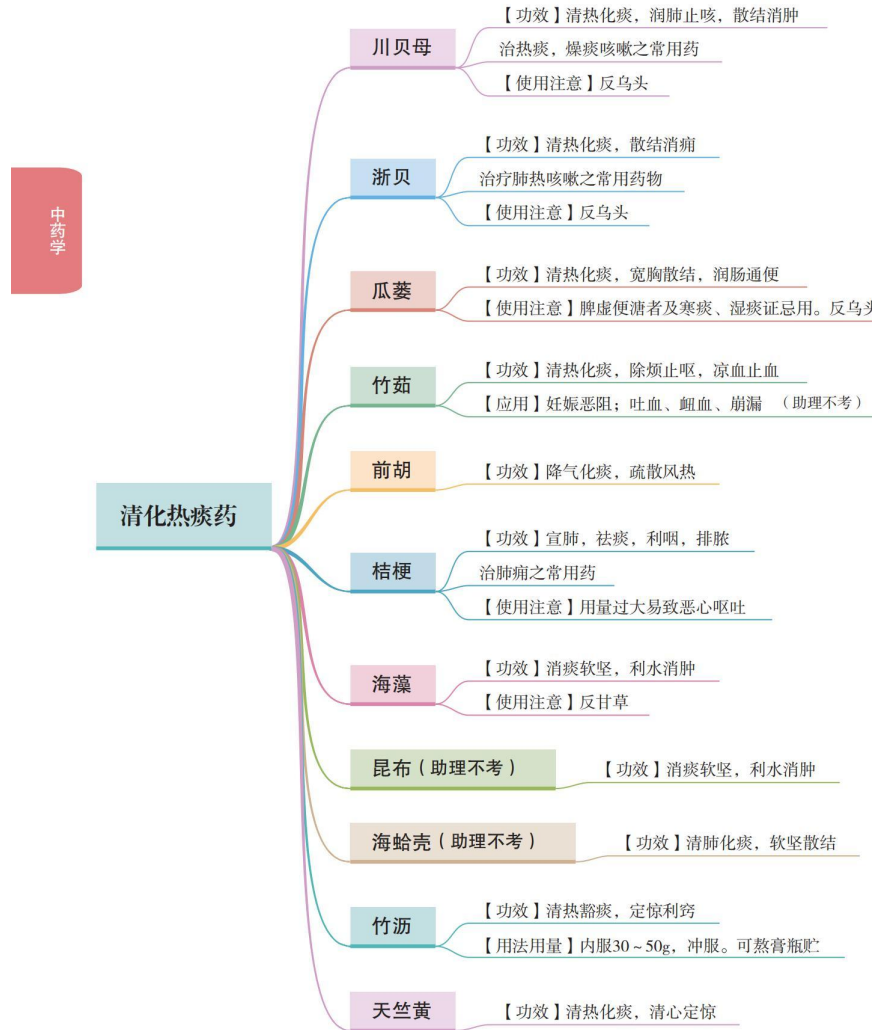 中药学
清化热痰药
川贝母
【功效】清热化痰，润肺止咳，散结消肿
治热痰，燥痰咳嗽之常用药
【使用注意】反乌头
浙贝
【功效】清热化痰，散结消痈
治疗肺热咳嗽之常用药物
【使用注意】反乌头
瓜蒌
【功效】清热化痰，宽胸散结，润肠通便
【使用注意】脾虚便溏者及寒痰、湿痰证忌用。反乌头
竹茹
【功效】清热化痰，除烦止呕，凉血止血
【应用】妊娠恶阻；吐血、衄血、崩漏 （助理不考）
前胡
【功效】降气化痰，疏散风热
桔梗
【功效】宣肺，祛痰，利咽，排脓
治肺痈之常用药
【使用注意】用量过大易致恶心呕吐
海藻
【功效】消痰软坚，利水消肿
【使用注意】反甘草
昆布（助理不考）
【功效】消痰软坚，利水消肿
海蛤壳（助理不考）
【功效】清肺化痰，软坚散结
竹沥
【功效】清热豁痰，定惊利窍
【用法用量】内服30～50g，冲服。可熬膏瓶贮
天竺黄
【功效】清热化痰，清心定惊